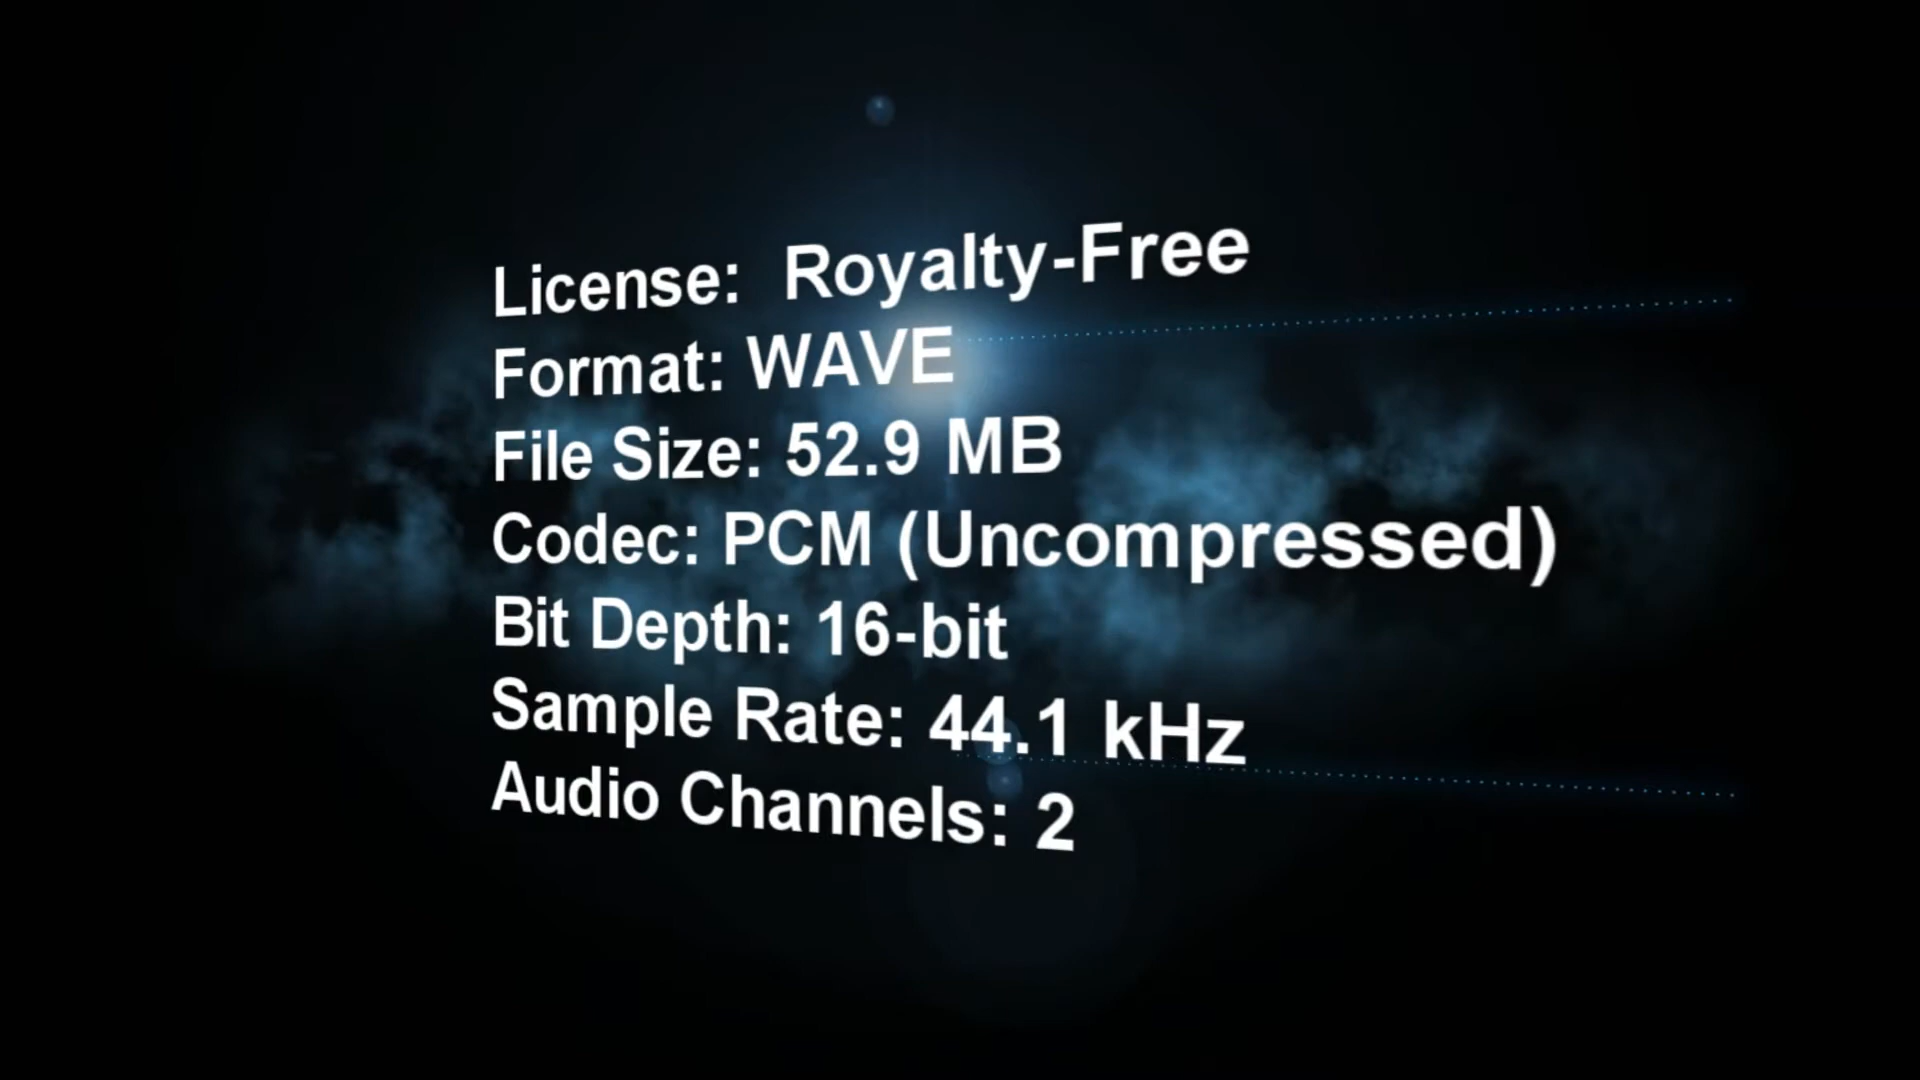 License: Royalty-Free
Format: WAVE
File Size: 52.9 MB
Codec: PCM (Uncompressed)
Bit Depth: 16-bit
Sample Rate: 44.1 kHz
Audio Channels: 2